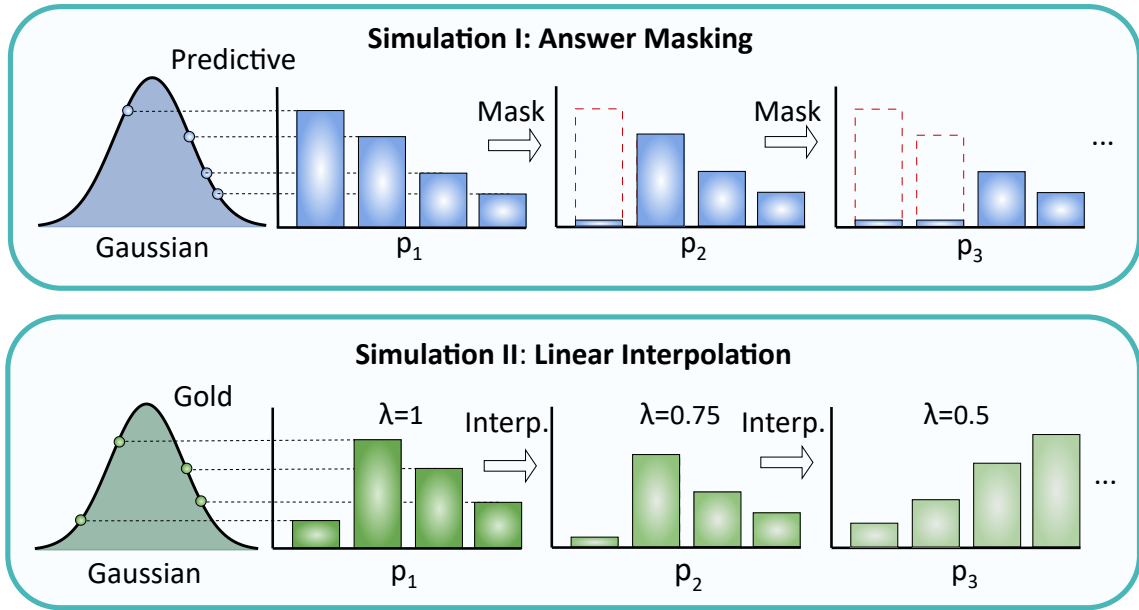 Simulation I: Answer Masking
Predictive
Mask
Mask
...
Gaussian
p₁
p₂
p₃
Simulation II: Linear Interpolation
Gold
λ=1
Interp.
λ=0.75
Interp.
λ=0.5
...
Gaussian
p₁
p₂
p₃